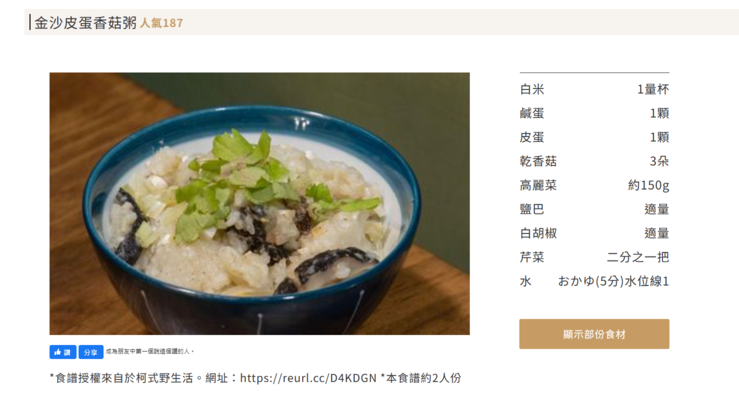 金沙皮蛋香菇粥 人氣187
白米 1量杯
鹹蛋 1顆
皮蛋 1顆
乾香菇 3朵
高麗菜 約150g
鹽巴 適量
白胡椒 適量
芹菜 二分之一把
水 おかゆ(5分)水位線1
顯示部份食材
讚 分享 成為朋友中第一個說這個讚的人。
*食譜授權來自於柯式野生活。網址：https://reurl.cc/D4KDGN *本食譜約2人份